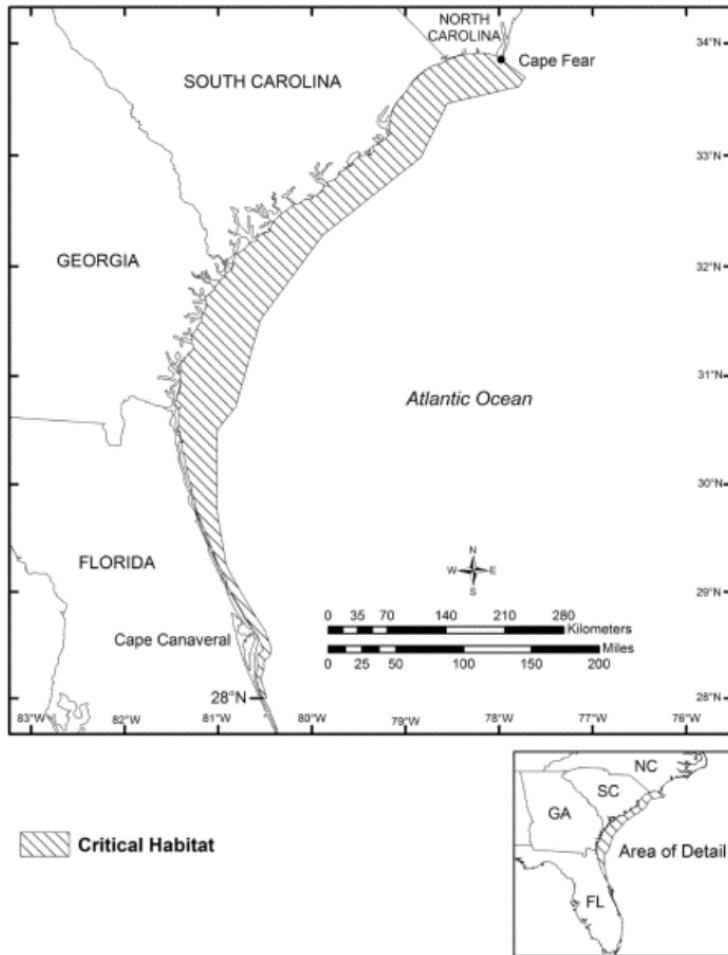 NORTH
CAROLINA
34°N
Cape Fear
SOUTH CAROLINA
33°N
GEORGIA
32°N
31°N
Atlantic Ocean
30°N
FLORIDA
N
W E
S
29°N
0 35 70 140 210 280
Kilometers
Cape Canaveral
Miles
0 25 50 100 150 200
28°N
28°N
83°W 82°W 81°W 80°W 79°W 78°W 77°W 76°W
NC
SC
GA
Critical Habitat
Area of Detail
FL